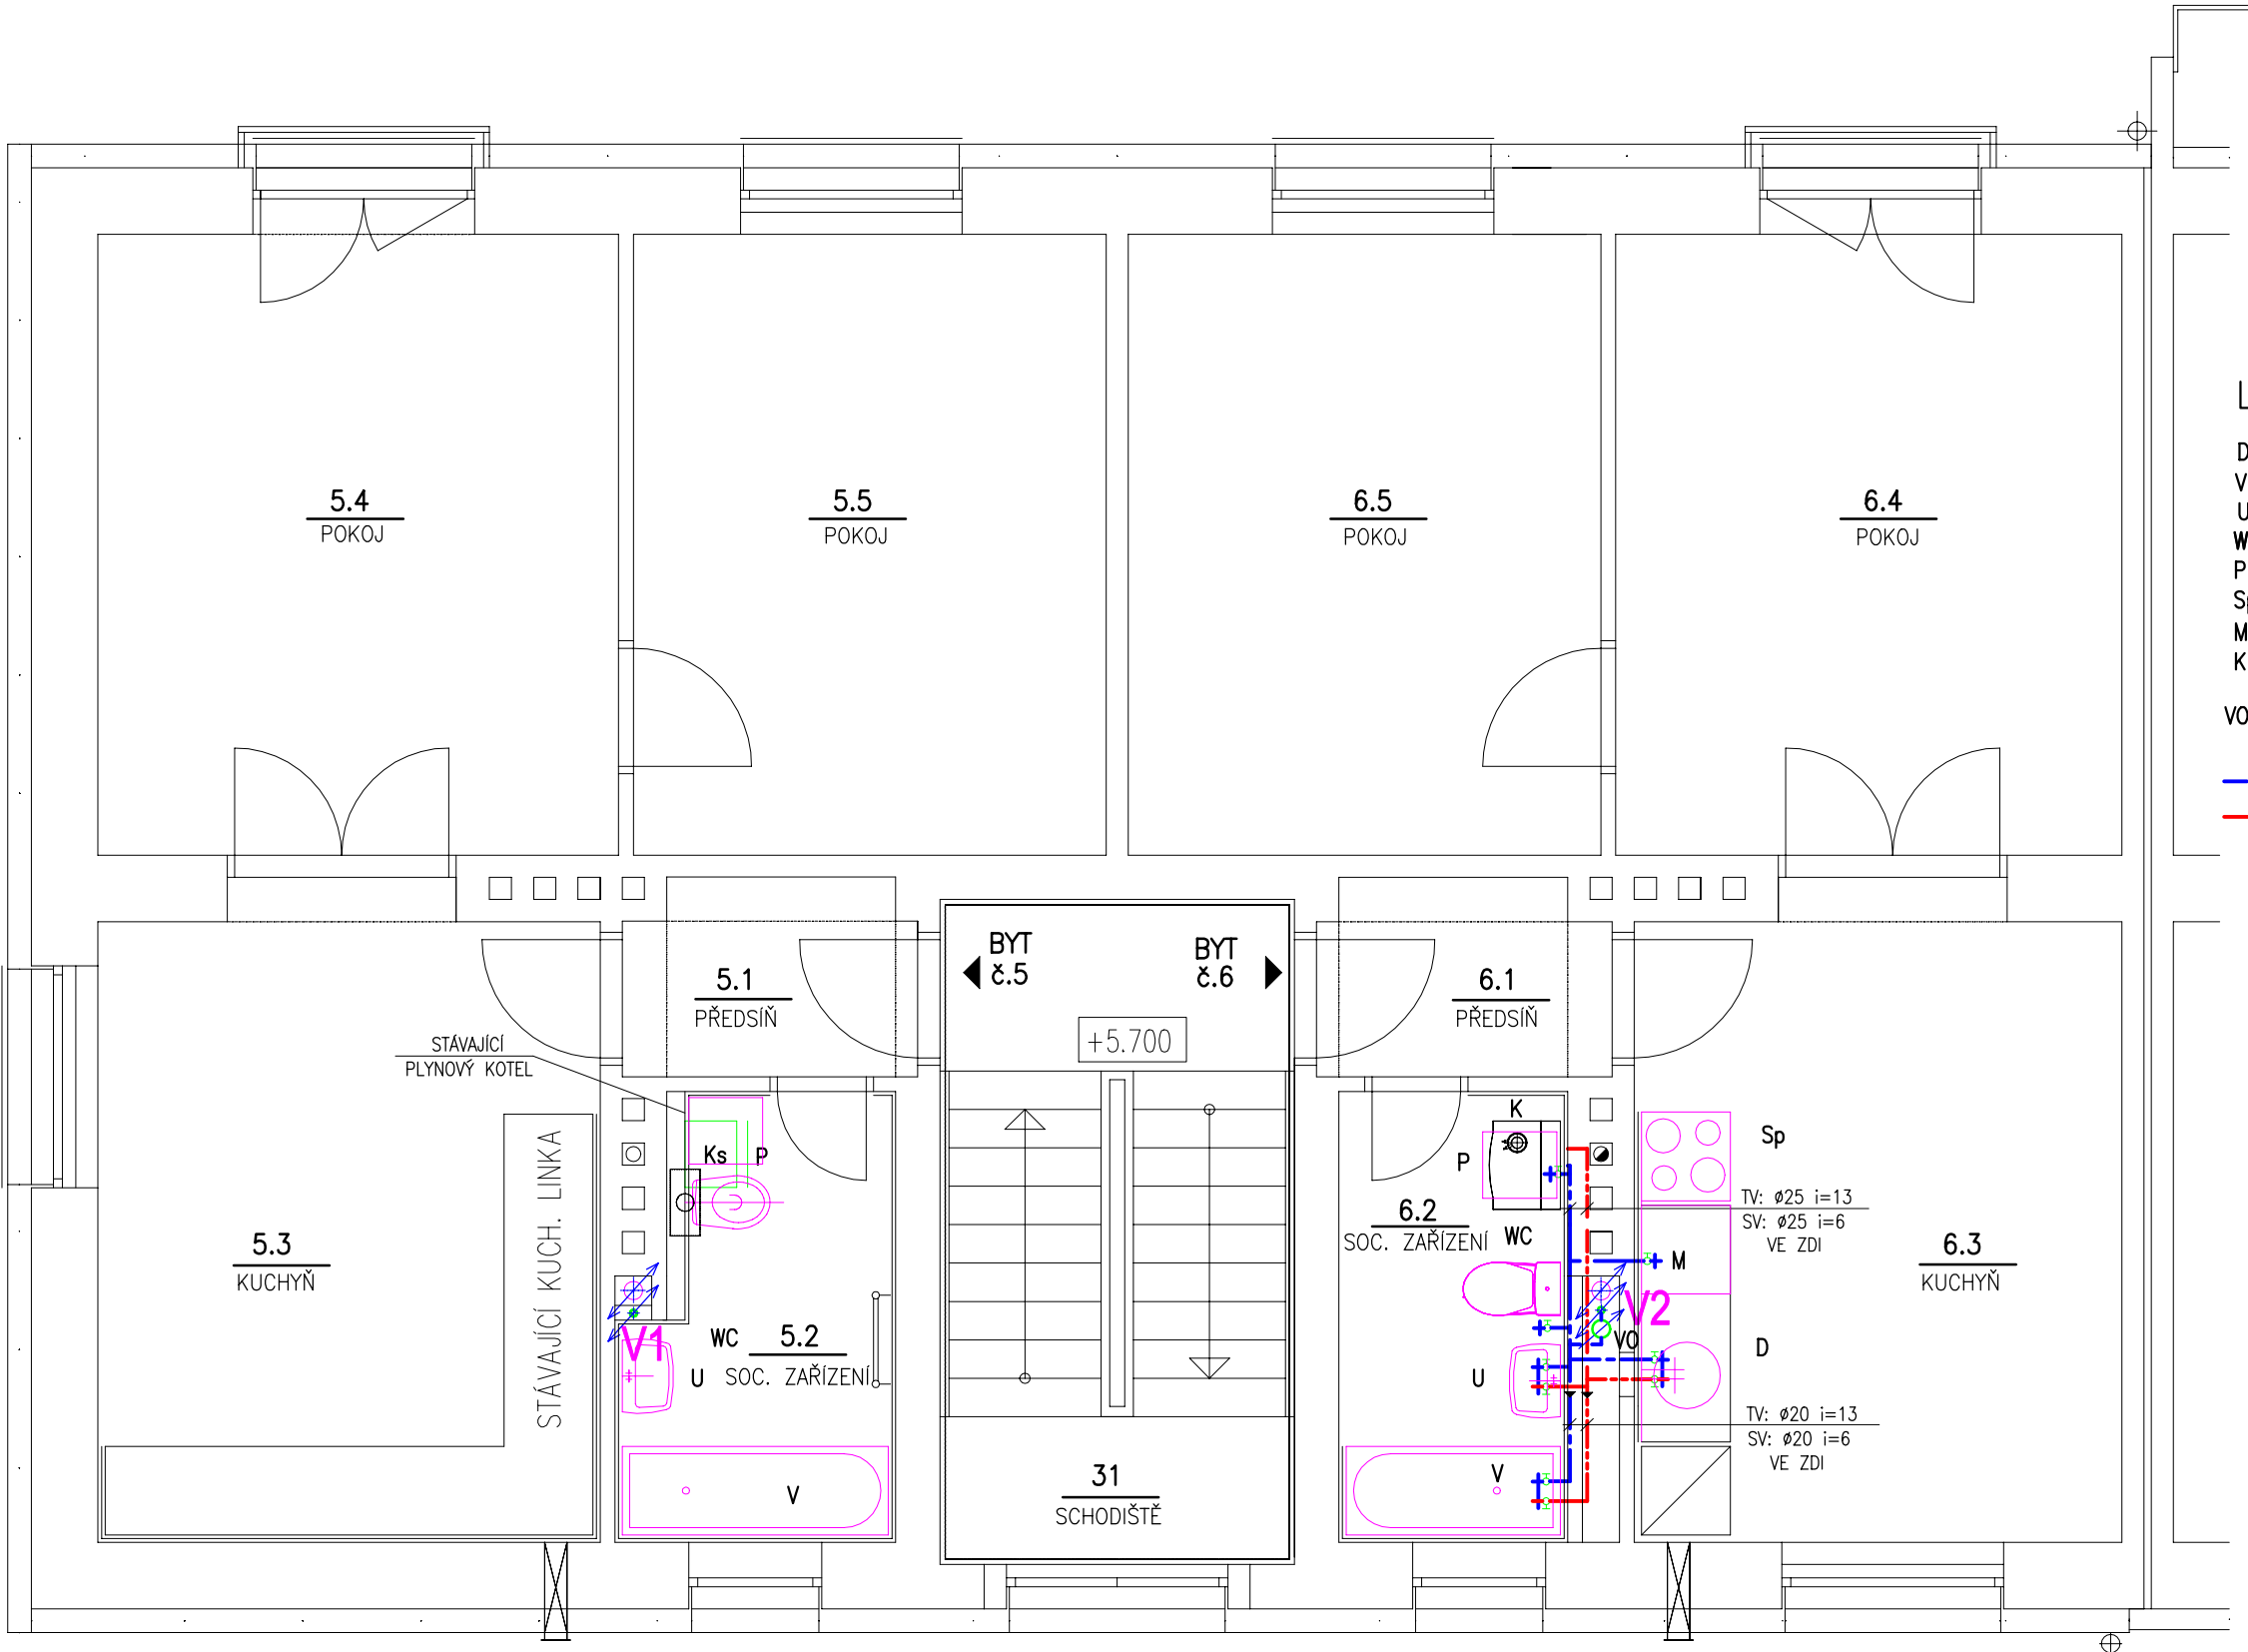 5.4
POKOJ
5.5
POKOJ
6.5
POKOJ
6.4
POKOJ
L
D
V
U
W
P
Sp
M
K
VO
BYT
č.5
BYT
č.6
+5.700
5.1
PŘEDSÍŇ
6.1
PŘEDSÍŇ
STÁVAJÍCÍ
PLYNOVÝ KOTEL
Ks
P
K
P
Sp
STÁVAJÍCÍ KUCH. LINKA
5.3
KUCHYŇ
6.2
SOC. ZAŘÍZENÍ
WC
TV: ø25 i=13
SV: ø25 i=6
VE ZDI
M
6.3
KUCHYŇ
V1
V2
VO
WC
5.2
SOC. ZAŘÍZENÍ
U
U
D
TV: ø20 i=13
SV: ø20 i=6
VE ZDI
V
V
31
SCHODIŠTĚ